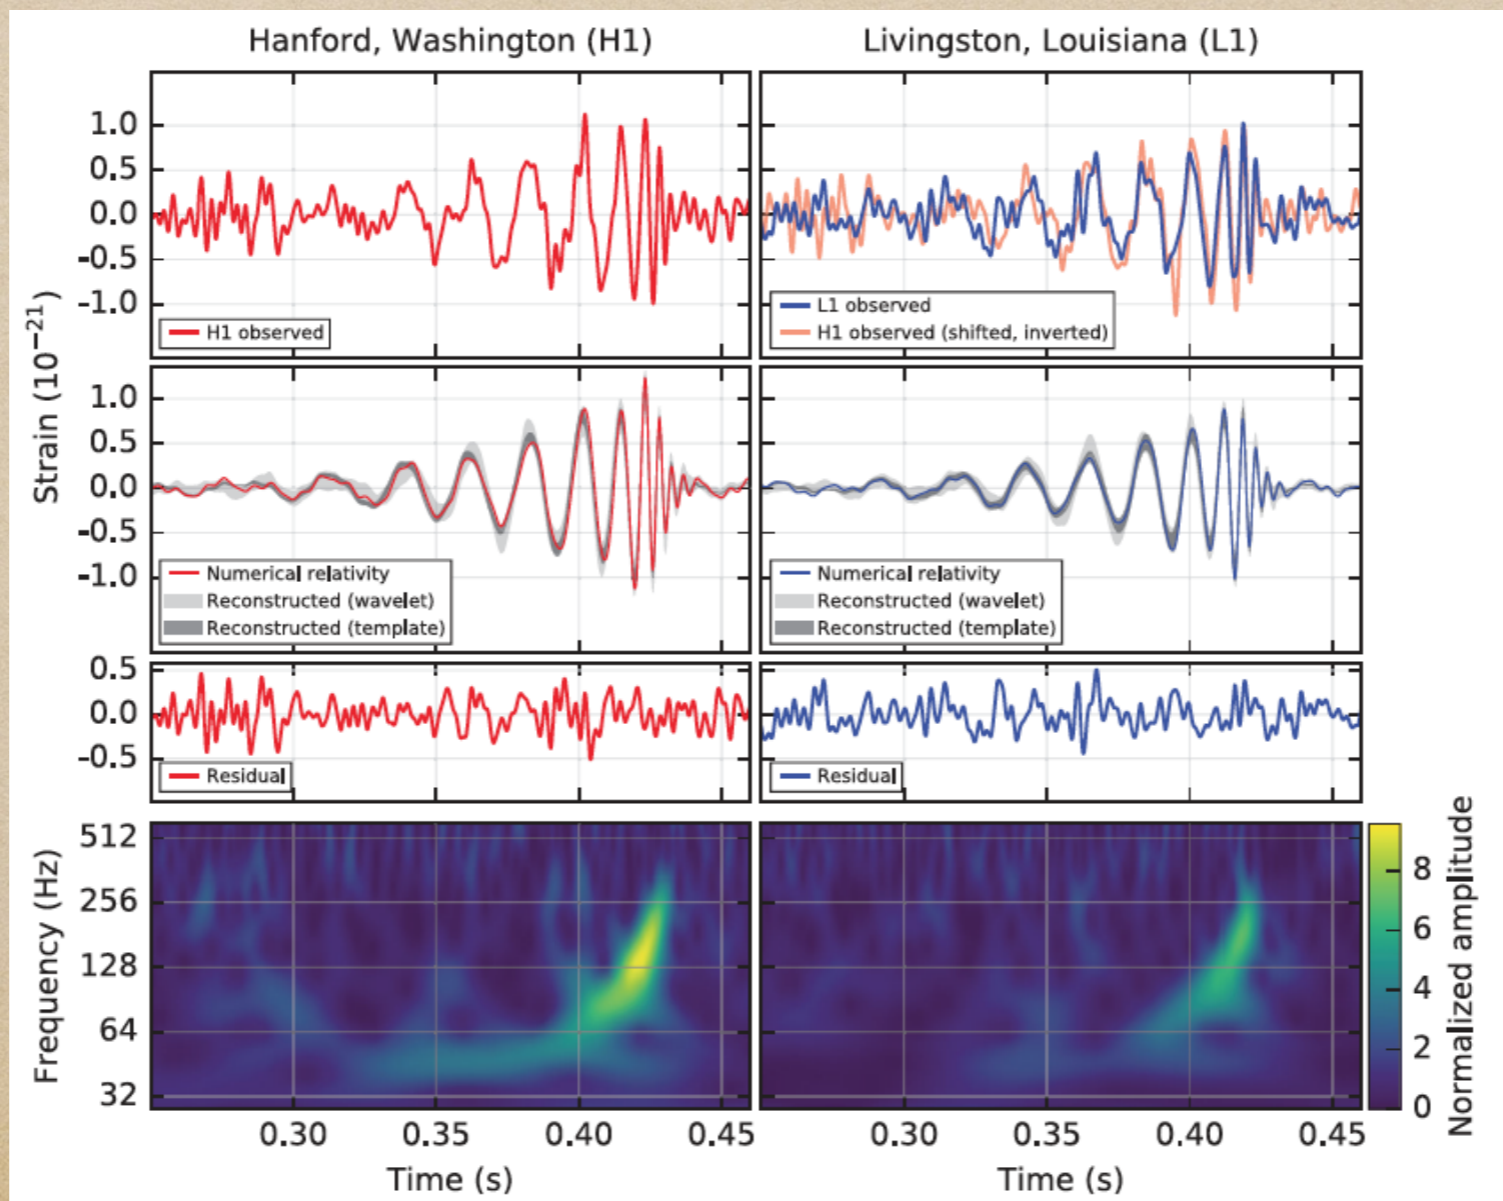 Hanford, Washington (H1)
Livingston, Louisiana (L1)
1.0
0.5
0.0
-0.5
-1.0
H1 observed
L1 observed
H1 observed (shifted, inverted)
Strain (10⁻²¹)
1.0
0.5
0.0
-0.5
-1.0
Numerical relativity
Reconstructed (wavelet)
Reconstructed (template)
Numerical relativity
Reconstructed (wavelet)
Reconstructed (template)
0.5
0.0
-0.5
Residual
Residual
Frequency (Hz)
512
256
128
64
32
8
6
4
2
0
Normalized amplitude
0.30 0.35 0.40 0.45
0.30 0.35 0.40 0.45
Time (s)
Time (s)